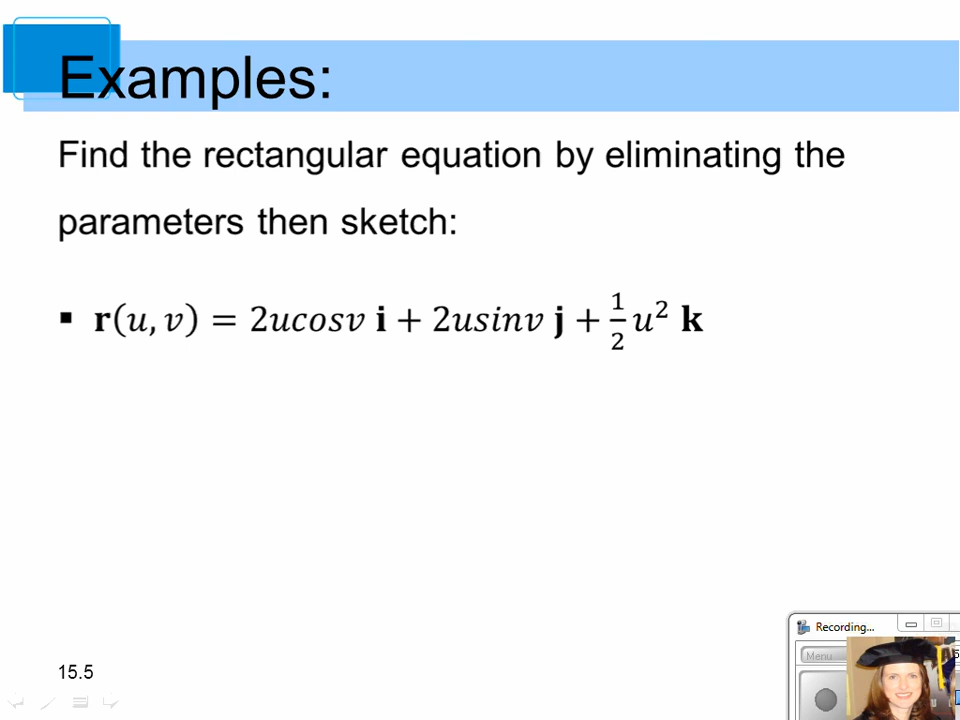 Examples:
Find the rectangular equation by eliminating the
parameters then sketch:
▪ 𝐫(𝑢, 𝑣) = 2𝑢𝑐𝑜𝑠𝑣 𝐢 + 2𝑢𝑠𝑖𝑛𝑣 𝐣 + 1/2 𝑢² 𝐤
Recording...
Menu
15.5